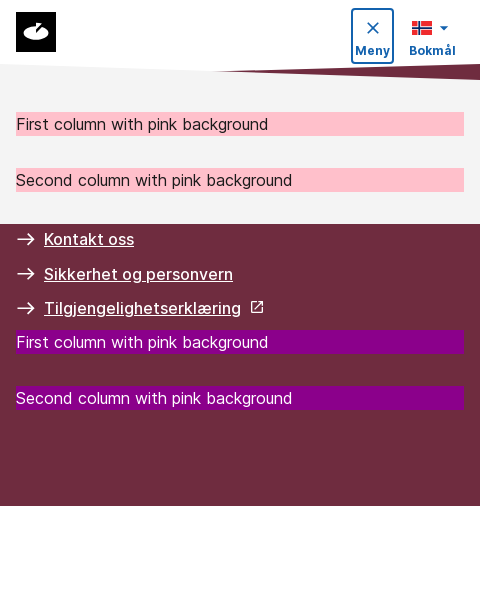 Meny
Bokmål
First column with pink background
Second column with pink background
Kontakt oss
Sikkerhet og personvern
Tilgjengelighetserklæring
First column with pink background
Second column with pink background